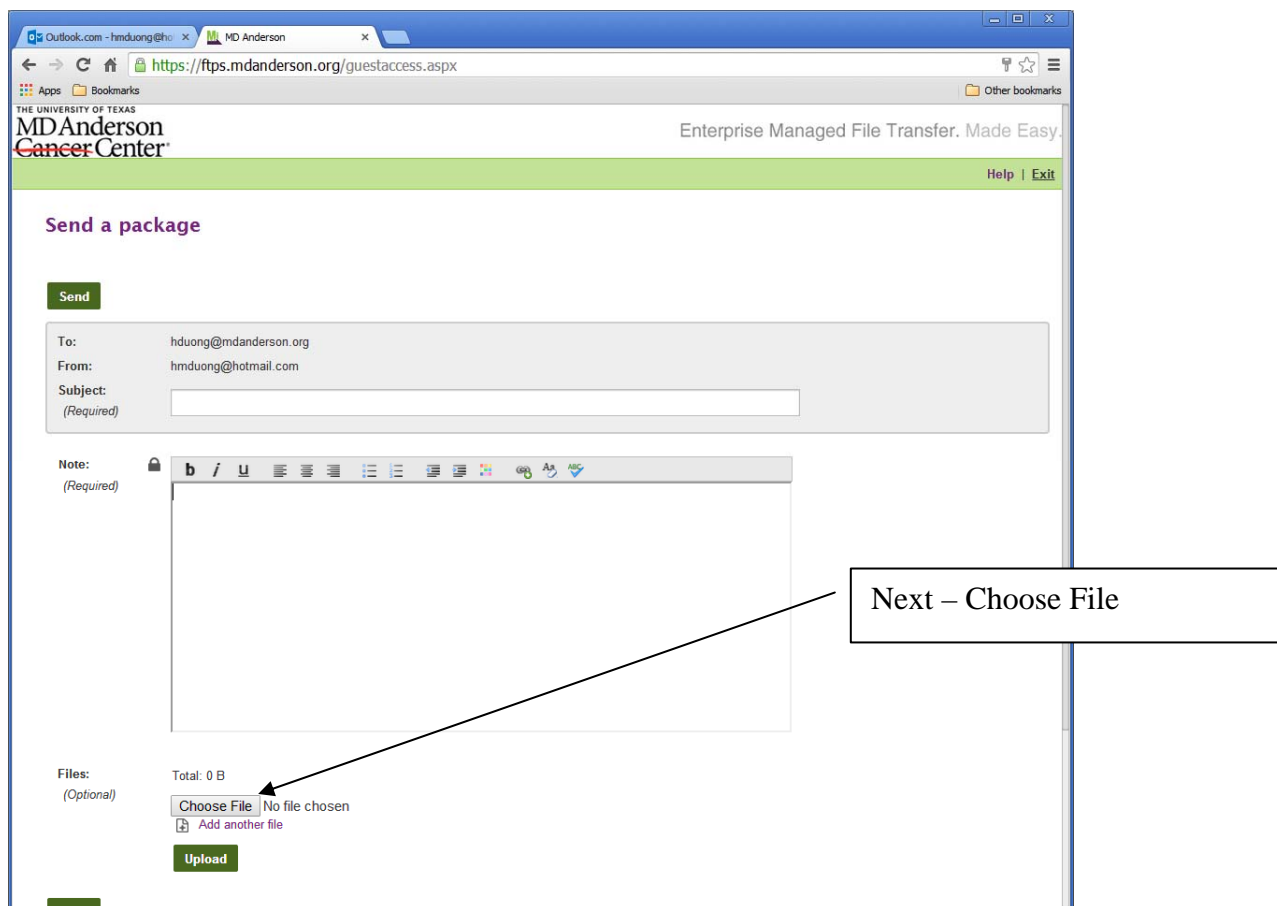 Outlook.com - hmduong@ho
MD Anderson
https://ftps.mdanderson.org/guestaccess.aspx
Apps Bookmarks Other bookmarks
THE UNIVERSITY OF TEXAS
MD Anderson
Cancer Center
Enterprise Managed File Transfer. Made Easy.
Help | Exit
Send a package
Send
To: hduong@mdanderson.org
From: hmduong@hotmail.com
Subject:
(Required)
Note:
(Required)
b i u
ABC
Next – Choose File
Files: Total: 0 B
(Optional)
Choose File No file chosen
Add another file
Upload